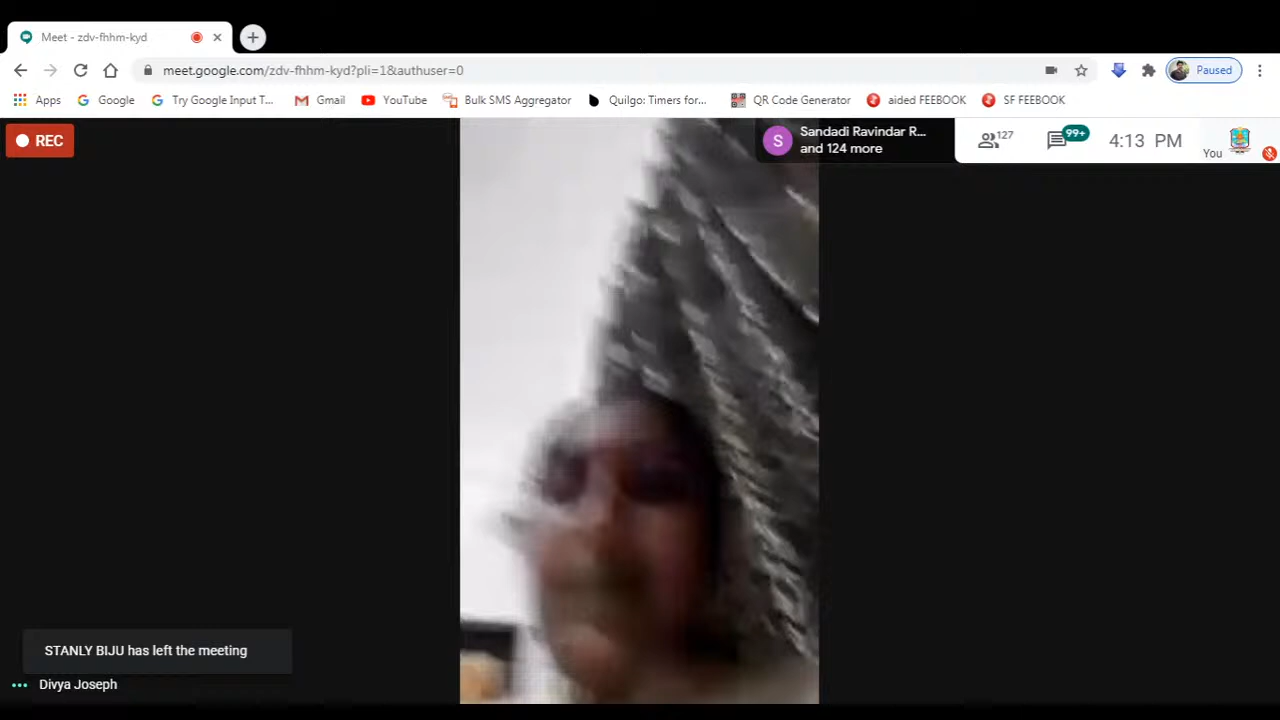 Meet - zdv-fhhm-kyd
meet.google.com/zdv-fhhm-kyd?pli=1&authuser=0
Paused
Apps
Google
Try Google Input T...
Gmail
YouTube
Bulk SMS Aggregator
Quilgo: Timers for...
QR Code Generator
aided FEEBOOK
SF FEEBOOK
REC
S
Sandadi Ravindar R...
and 124 more
127
99+
4:13 PM
You
STANLY BIJU has left the meeting
Divya Joseph